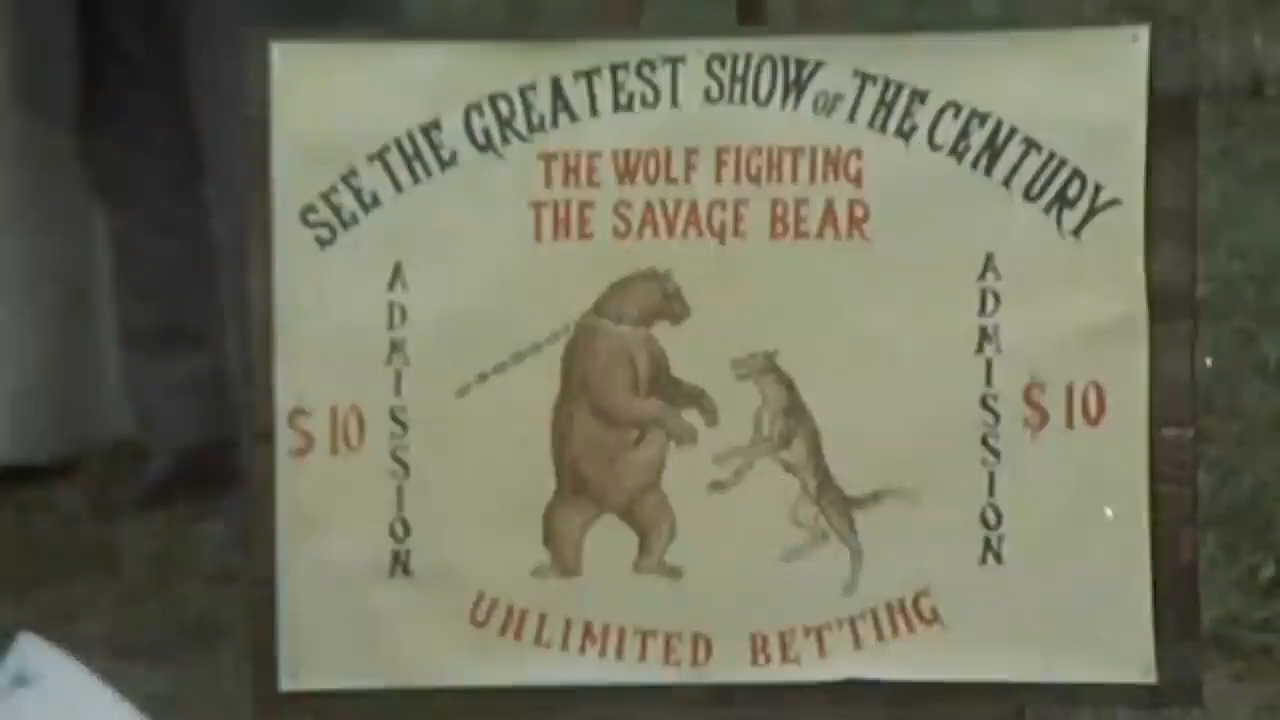 SEE THE GREATEST SHOW OF THE CENTURY
THE WOLF FIGHTING
THE SAVAGE BEAR
ADMISSION
$10
ADMISSION
$10
UNLIMITED BETTING